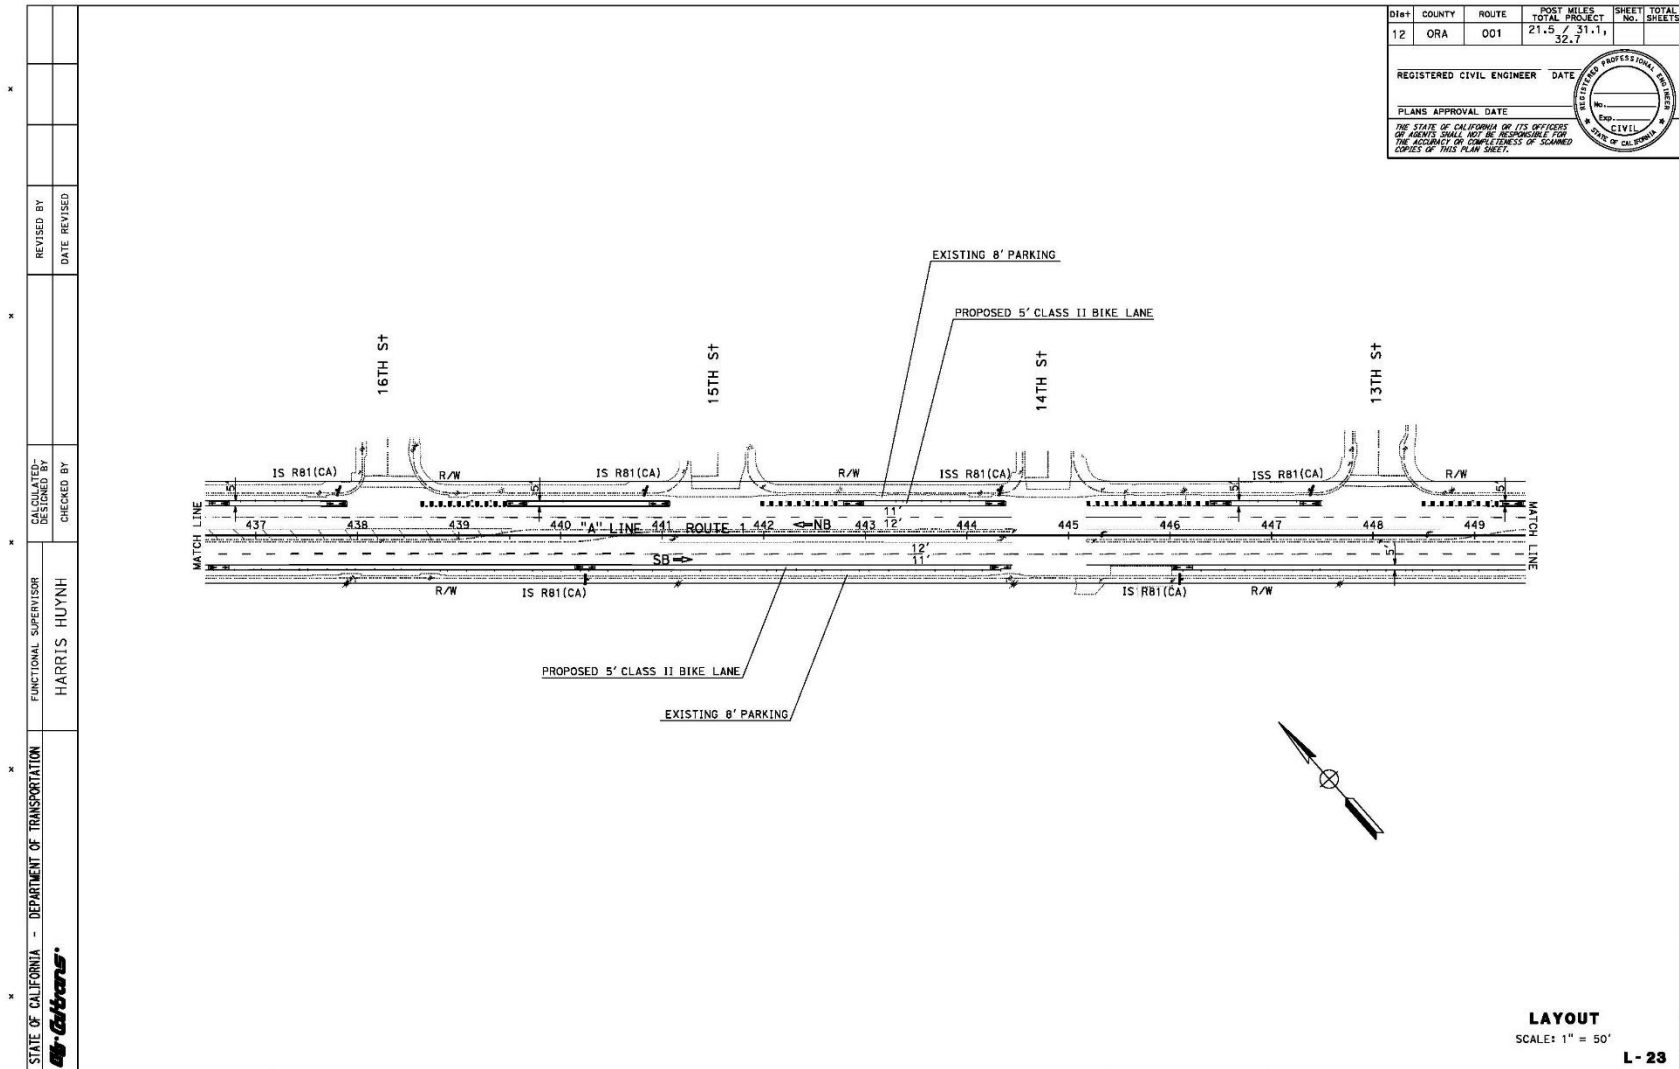 Dist COUNTY ROUTE POST MILES TOTAL PROJECT SHEET No. TOTAL SHEETS
12 ORA 001 21.5 / 31.1, 32.7
REGISTERED CIVIL ENGINEER DATE
PLANS APPROVAL DATE
THE STATE OF CALIFORNIA OR ITS OFFICERS
OR AGENTS SHALL NOT BE RESPONSIBLE FOR
THE ACCURACY OR COMPLETENESS OF SCANNED
COPIES OF THIS PLAN SHEET.
REGISTERED PROFESSIONAL ENGINEER
No.
Exp.
CIVIL
STATE OF CALIFORNIA
REVISED BY
DATE REVISED
CALCULATED-
DESIGNED BY
CHECKED BY
FUNCTIONAL SUPERVISOR
HARRIS HUYNH
STATE OF CALIFORNIA - DEPARTMENT OF TRANSPORTATION
Caltrans
EXISTING 8' PARKING
PROPOSED 5' CLASS II BIKE LANE
16TH St
15TH St
14TH St
13TH St
IS R81(CA) R/W IS R81(CA) R/W ISS R81(CA) ISS R81(CA) R/W
5' 5' 5' 5'
MATCH LINE
11'
437 438 439 440 "A" LINE 441 ROUTE 1 442 NB 443 12' 444 445 446 447 448 449
MATCH LINE
12'
SB 11' 5'
R/W IS R81(CA) IS R81(CA) R/W
PROPOSED 5' CLASS II BIKE LANE
EXISTING 8' PARKING
LAYOUT
SCALE: 1" = 50'
L-23